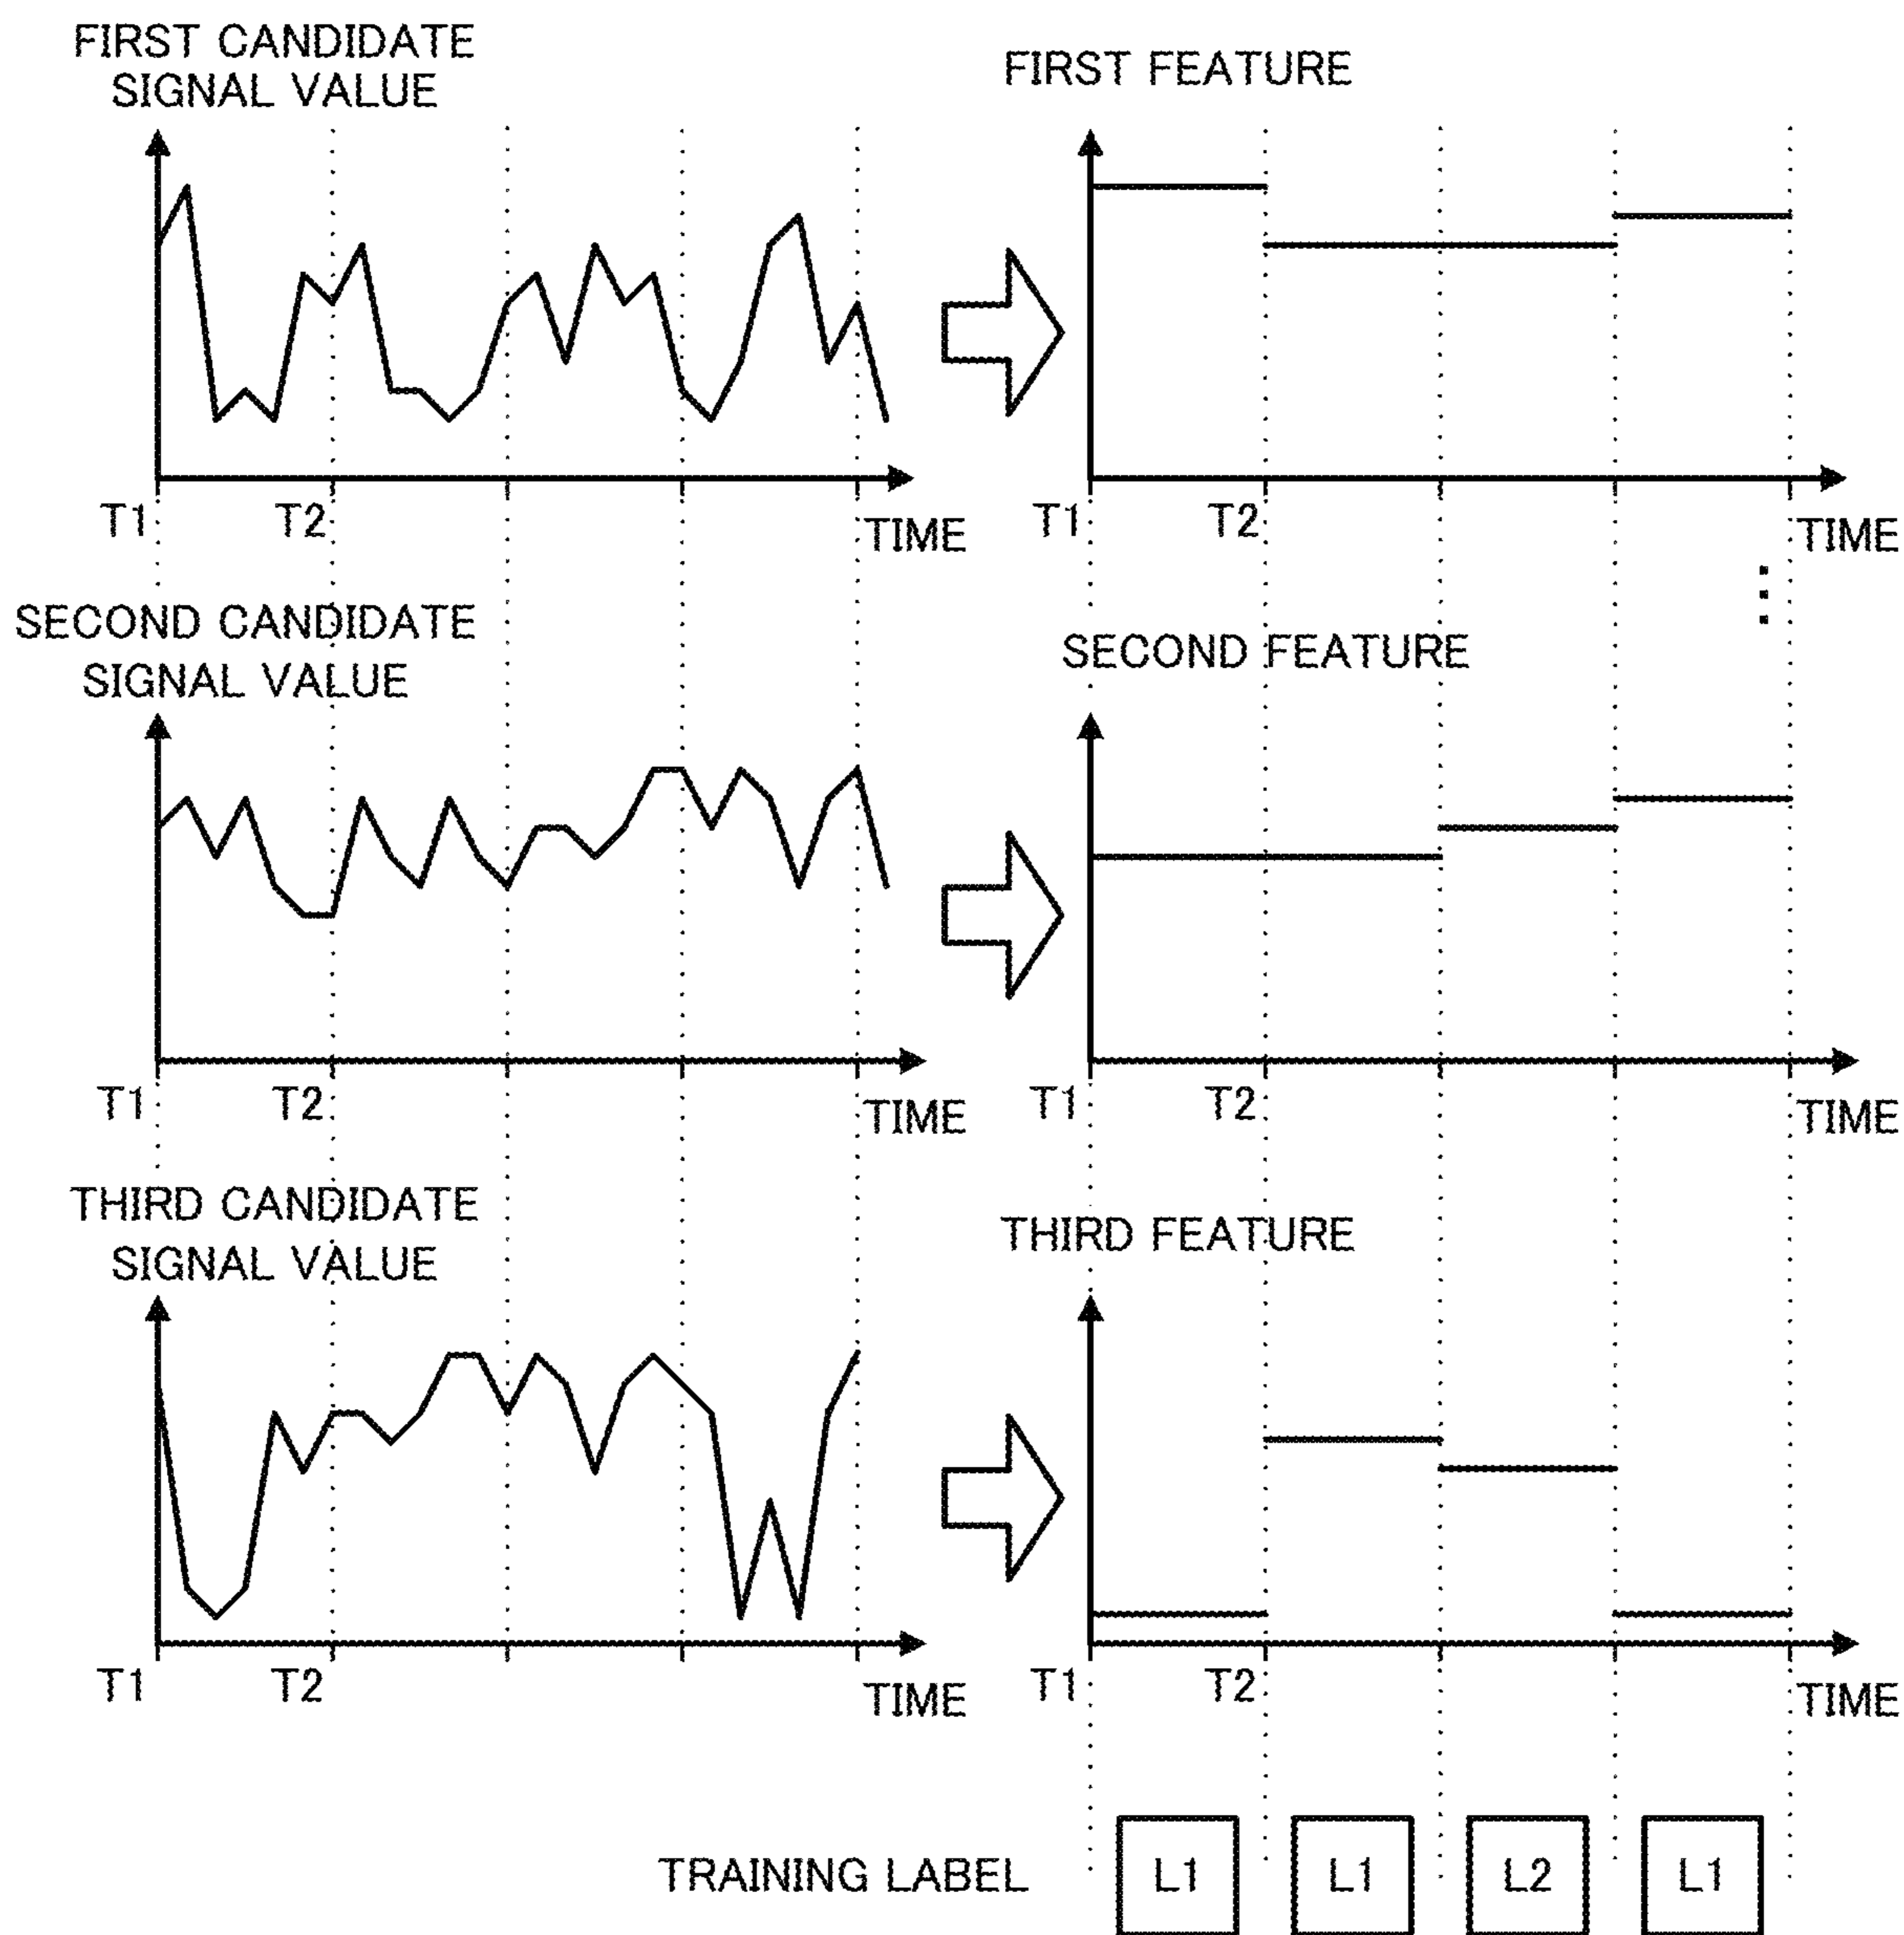 FIRST CANDIDATE
SIGNAL VALUE
FIRST FEATURE
T1
T2
TIME
T1
T2
TIME
SECOND CANDIDATE
SIGNAL VALUE
SECOND FEATURE
T1
T2
TIME
T1
T2
TIME
THIRD CANDIDATE
SIGNAL VALUE
THIRD FEATURE
T1
T2
TIME
T1
T2
TIME
TRAINING LABEL
L1
L1
L2
L1